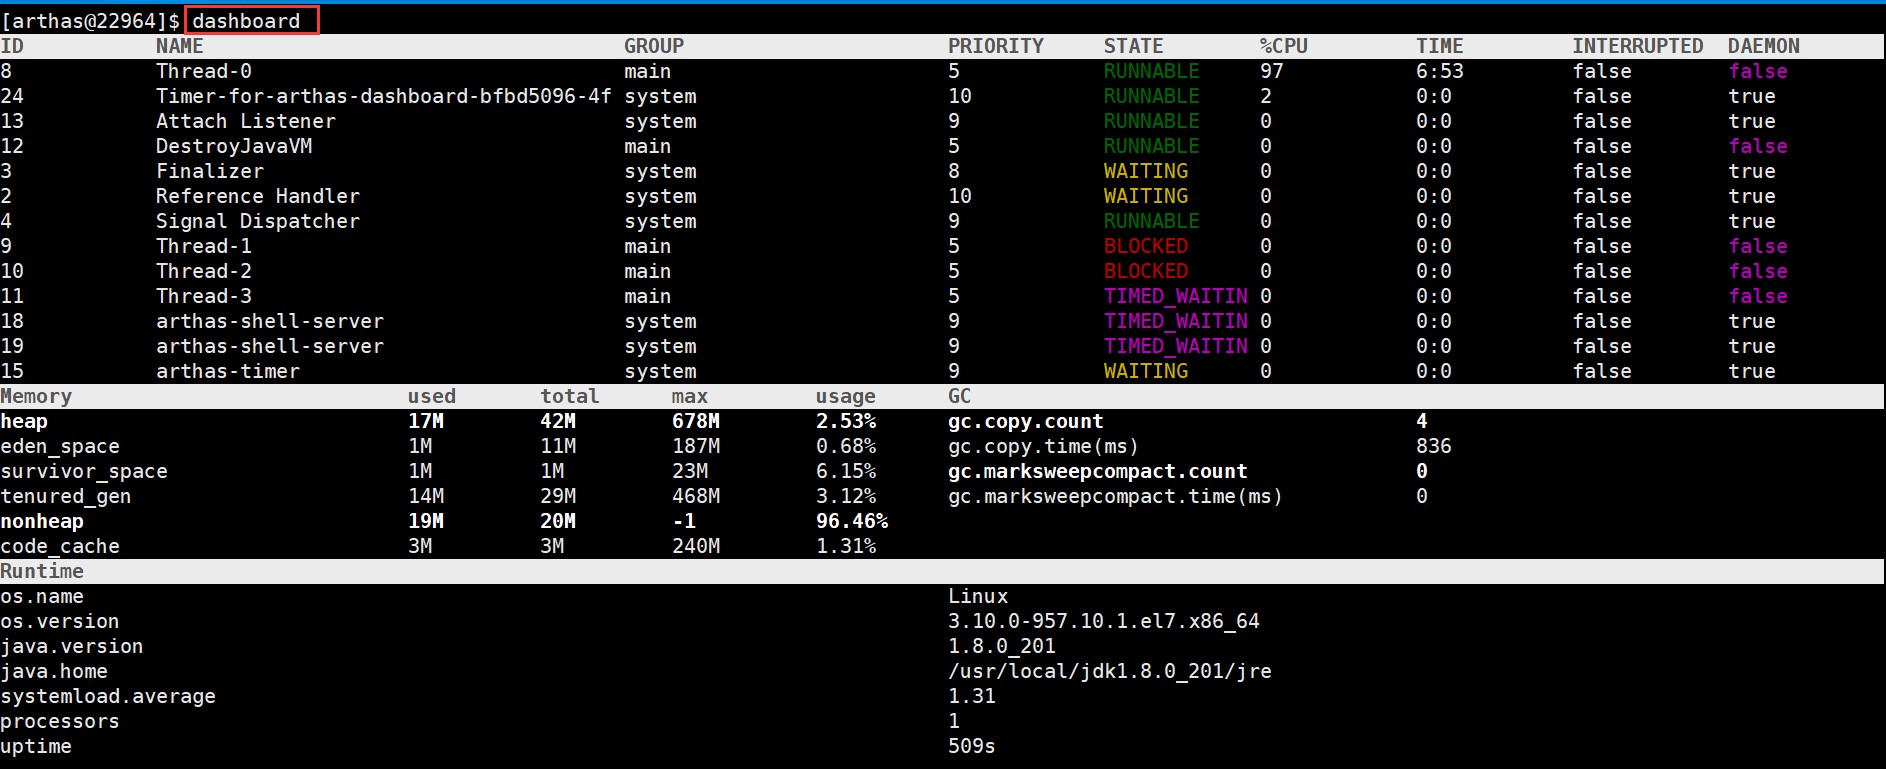 [arthas@22964]$ dashboard
ID NAME GROUP PRIORITY STATE %CPU TIME INTERRUPTED DAEMON
8 Thread-0 main 5 RUNNABLE 97 6:53 false false
24 Timer-for-arthas-dashboard-bfbd5096-4f system 10 RUNNABLE 2 0:0 false true
13 Attach Listener system 9 RUNNABLE 0 0:0 false true
12 DestroyJavaVM main 5 RUNNABLE 0 0:0 false false
3 Finalizer system 8 WAITING 0 0:0 false true
2 Reference Handler system 10 WAITING 0 0:0 false true
4 Signal Dispatcher system 9 RUNNABLE 0 0:0 false true
9 Thread-1 main 5 BLOCKED 0 0:0 false false
10 Thread-2 main 5 BLOCKED 0 0:0 false false
11 Thread-3 main 5 TIMED_WAITIN 0 0:0 false false
18 arthas-shell-server system 9 TIMED_WAITIN 0 0:0 false true
19 arthas-shell-server system 9 TIMED_WAITIN 0 0:0 false true
15 arthas-timer system 9 WAITING 0 0:0 false true
Memory used total max usage GC
heap 17M 42M 678M 2.53% gc.copy.count 4
eden_space 1M 11M 187M 0.68% gc.copy.time(ms) 836
survivor_space 1M 1M 23M 6.15% gc.marksweepcompact.count 0
tenured_gen 14M 29M 468M 3.12% gc.marksweepcompact.time(ms) 0
nonheap 19M 20M -1 96.46%
code_cache 3M 3M 240M 1.31%
Runtime
os.name Linux
os.version 3.10.0-957.10.1.el7.x86_64
java.version 1.8.0_201
java.home /usr/local/jdk1.8.0_201/jre
systemload.average 1.31
processors 1
uptime 509s